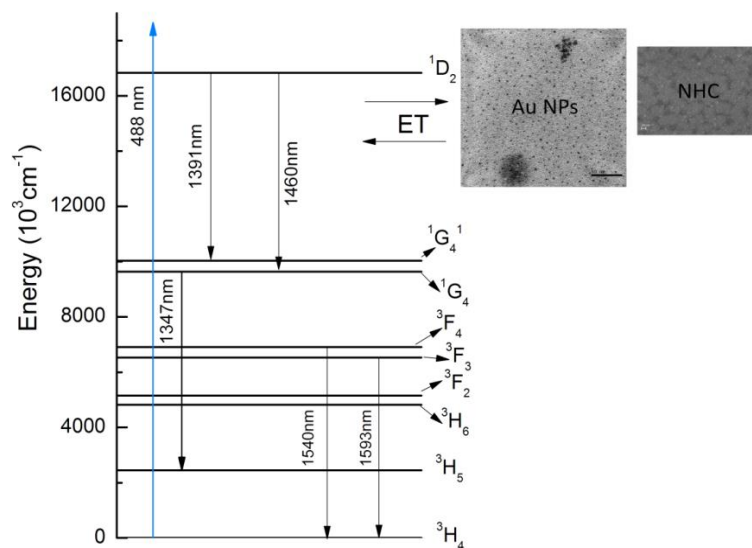 Energy (10³cm⁻¹)
16000
12000
8000
4000
0
488 nm
1391nm
1460nm
1347nm
1540nm
1593nm
¹D₂
¹G₄¹
¹G₄
³F₄
³F₃
³F₂
³H₆
³H₅
³H₄
ET
Au NPs
NHC